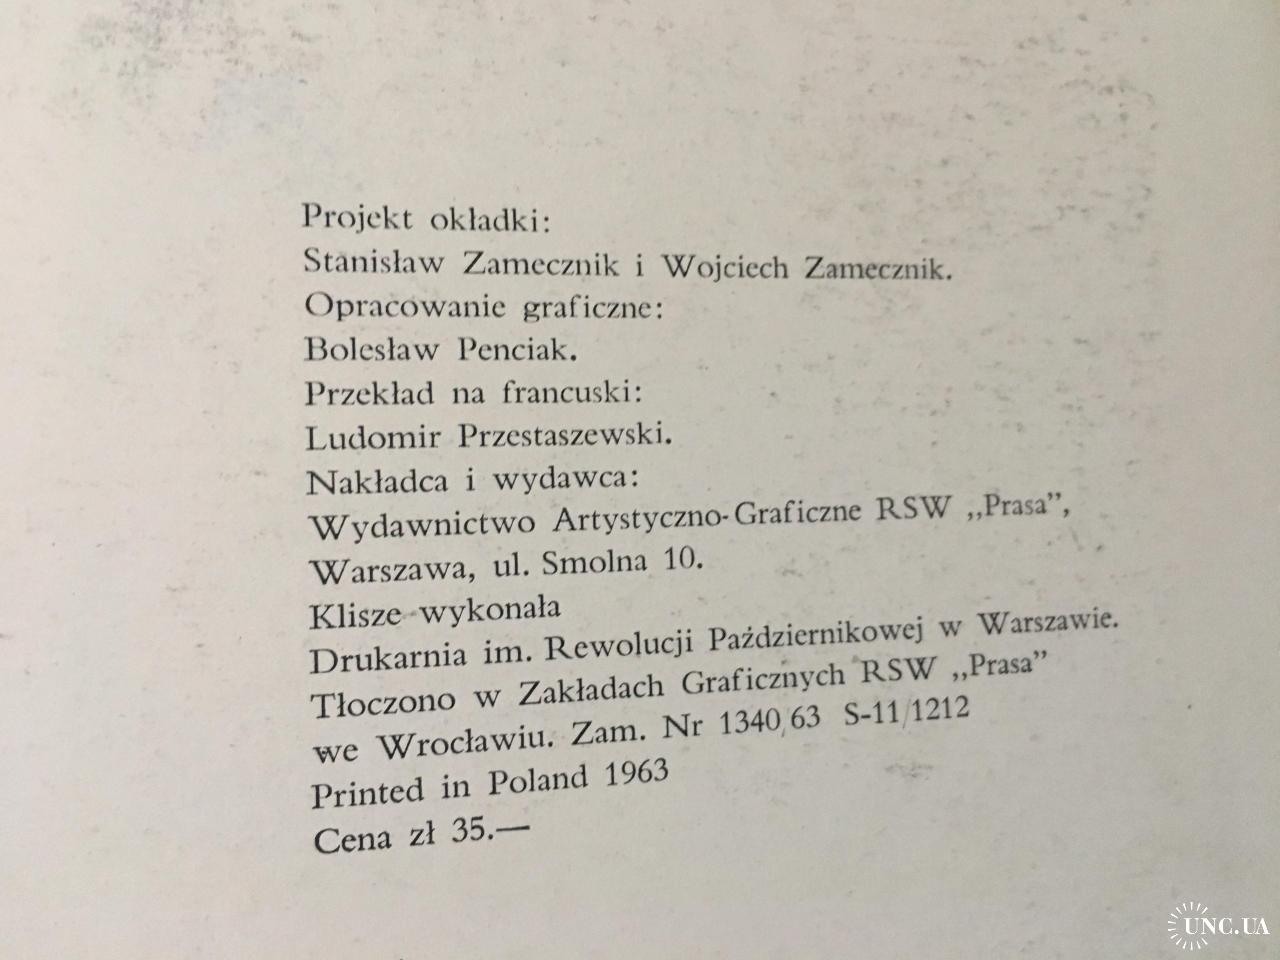 Projekt okładki:
Stanisław Zamecznik i Wojciech Zamecznik.
Opracowanie graficzne:
Bolesław Penciak.
Przekład na francuski:
Ludomir Przestaszewski.
Nakładca i wydawca:
Wydawnictwo Artystyczno-Graficzne RSW „Prasa”,
Warszawa, ul. Smolna 10.
Klisze wykonała
Drukarnia im. Rewolucji Październikowej w Warszawie.
Tłoczono w Zakładach Graficznych RSW „Prasa”
we Wrocławiu. Zam. Nr 1340/63 S-11/1212
Printed in Poland 1963
Cena zł 35.—
UNC.UA